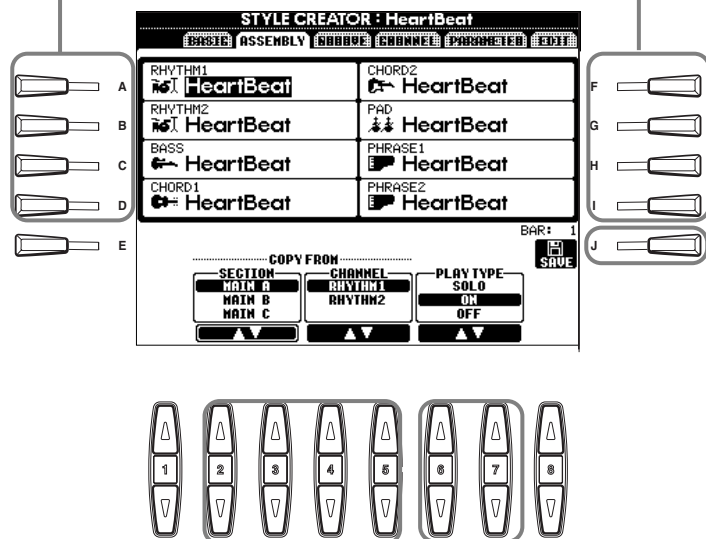 STYLE CREATOR : HeartBeat
BASIC ASSEMBLY GROOVE CHANNEL PARAMETER EDIT
RHYTHM1
HeartBeat
CHORD2
HeartBeat
RHYTHM2
HeartBeat
PAD
HeartBeat
BASS
HeartBeat
PHRASE1
HeartBeat
CHORD1
HeartBeat
PHRASE2
HeartBeat
A
B
C
D
E
F
G
H
I
J
BAR: 1
SAVE
COPY FROM
SECTION
MAIN A
MAIN B
MAIN C
CHANNEL
RHYTHM1
RHYTHM2
PLAY TYPE
SOLO
ON
OFF
1 2 3 4 5 6 7 8